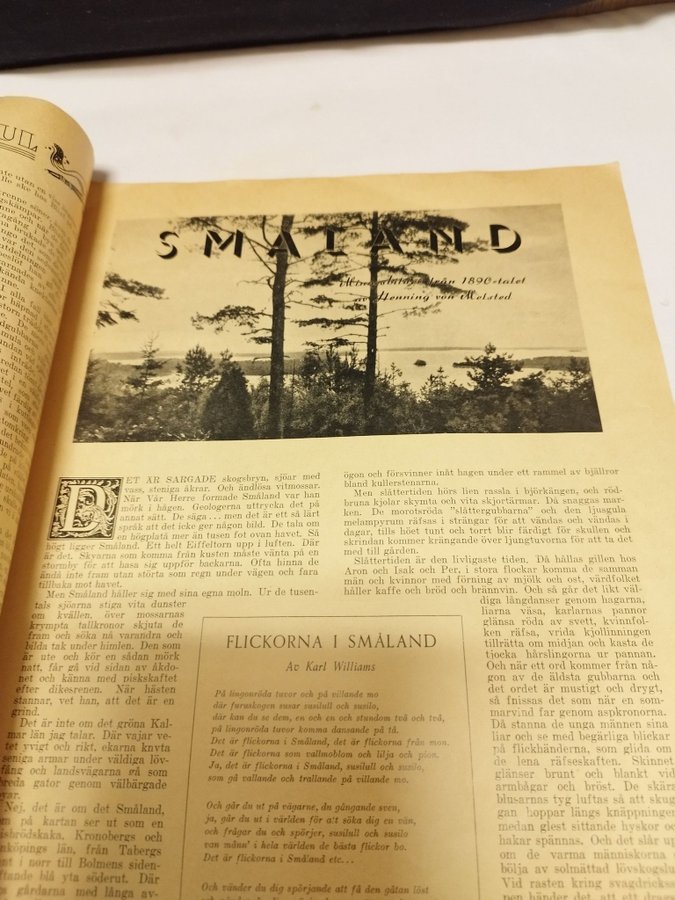 SMÅLAND
från 1890-talet
av Henning von Melsted
DET ÄR SARGADE skogsbryn, sjöar med
vass, steniga åkrar. Och ändlösa vitmossar.
När Vår Herre formade Småland var han
mörk i hågen. Geologerna uttrycka det på
annat sätt. De säga . . . men det är ett så lärt
språk att det icke ger någon bild. De tala om
en högplatå mer än tusen fot ovan havet. Så
högt ligger Småland. Ett helt Eiffeltorn upp i luften. Där
är det. Skyarna som komma från kusten måste vänta på en
stormby för att hasa sig uppför backarna. Ofta hinna de
ändå inte fram utan störta som regn under vägen och fara
tillbaka mot havet.
Men Småland håller sig med sina egna moln. Ur de tusen-
tals sjöarna stiga vita dunster
om kvällen, över mossarnas
krympta tallkronor skjuta de
fram och söka nå varandra och
bilda tak under himlen. Den som
är ute och kör en sådan mörk
natt, får gå vid sidan av åkdo-
net och känna med piskskaftet
efter dikesrenen. När hästen
stannar, vet han, att det är en
grind.
Det är inte om det gröna Kal-
mar län jag talar. Där vajar ve-
tet yvigt och rikt, ekarna knyta
seniga armar under väldiga löv-
fång och landsvägarna gå som
breda gator genom välbärgade
byar.
Nej, det är om det Småland,
som på kartan ser ut som en
Kronobergs och
Jönköpings län, från Tabergs
i norr till Bolmens siden-
skiftande blå yta söderut. Där
gårdarna med långa av-
ögon och försvinner inåt hagen under ett rammel av bjällror
bland kullerstenarna.
Men slåttertiden hörs lien rassla i björkängen, och röd-
bruna kjolar skymta och vita skjortärmar. Då snaggas mar-
ken. De morotsröda "slåttergubbarna" och den ljusgula
melampyrum räfsas i strängar för att vändas och vändas i
dagar, tills höet tunt och torrt blir färdigt för skullen och
skrindan kommer krängande över ljungtuvorna för att ta det
med till gården.
Slåttertiden är den livligaste tiden. Då hållas gillen hos
Aron och Isak och Per, i stora flockar komma de samman
män och kvinnor med förning av mjölk och ost, värdfolket
håller kaffe och bröd och brännvin. Och så går det likt väl-
diga långdanser genom hagarna,
liarna väsa, karlarnas pannor
glänsa röda av svett, kvinnfol-
ken räfsa, vrida kjollinningen
tillrätta om midjan och kasta de
tjocka hårslingorna ur pannan.
Och när ett ord kommer från nå-
gon av de äldsta gubbarna och
det ordet är mustigt och drygt,
så fnissas det som när en som-
marvind far genom aspkronorna.
Då stanna de unga männen sina
liar och se med begärliga blickar
på flickhänderna, som glida om
de lena räfseskaften. Skinnet
glänser brunt och blankt vid
armbågar och bröst. De skära
blusarnas tyg luftas så att skug-
gan hoppar längs knäppningen
medan glest sittande hyskor och
hakar spännas. Och det slår upp
om de varma människorna
bölja av solmättad lövskogsluft
Vid rasten kring svagdricks
händer det, att ett drag
FLICKORNA I SMÅLAND
Av Karl Williams
På lingonröda tuvor och på villande mo
där furuskogen susar susilull och susilo,
där kan du se dem, en och en och stundom två och två,
på lingonröda tuvor komma dansande på tå.
Det är flickorna i Småland, det är flickorna från mon.
Det är flickorna som vallmoblom och lilja och pion.
Ja, det är flickorna i Småland, susilull och susilo,
som gå vallande och trallande på villande mo.
Och går du ut på vägarne, du gångande sven,
ja, går du ut i världen för att söka dig en vän,
och frågar du och spörjer, susilull och susilo
van månn' i hela världen de bästa flickor bo.
Det är flickorna i Småland etc...
Och vänder du dig spörjande att få den gåtan löst